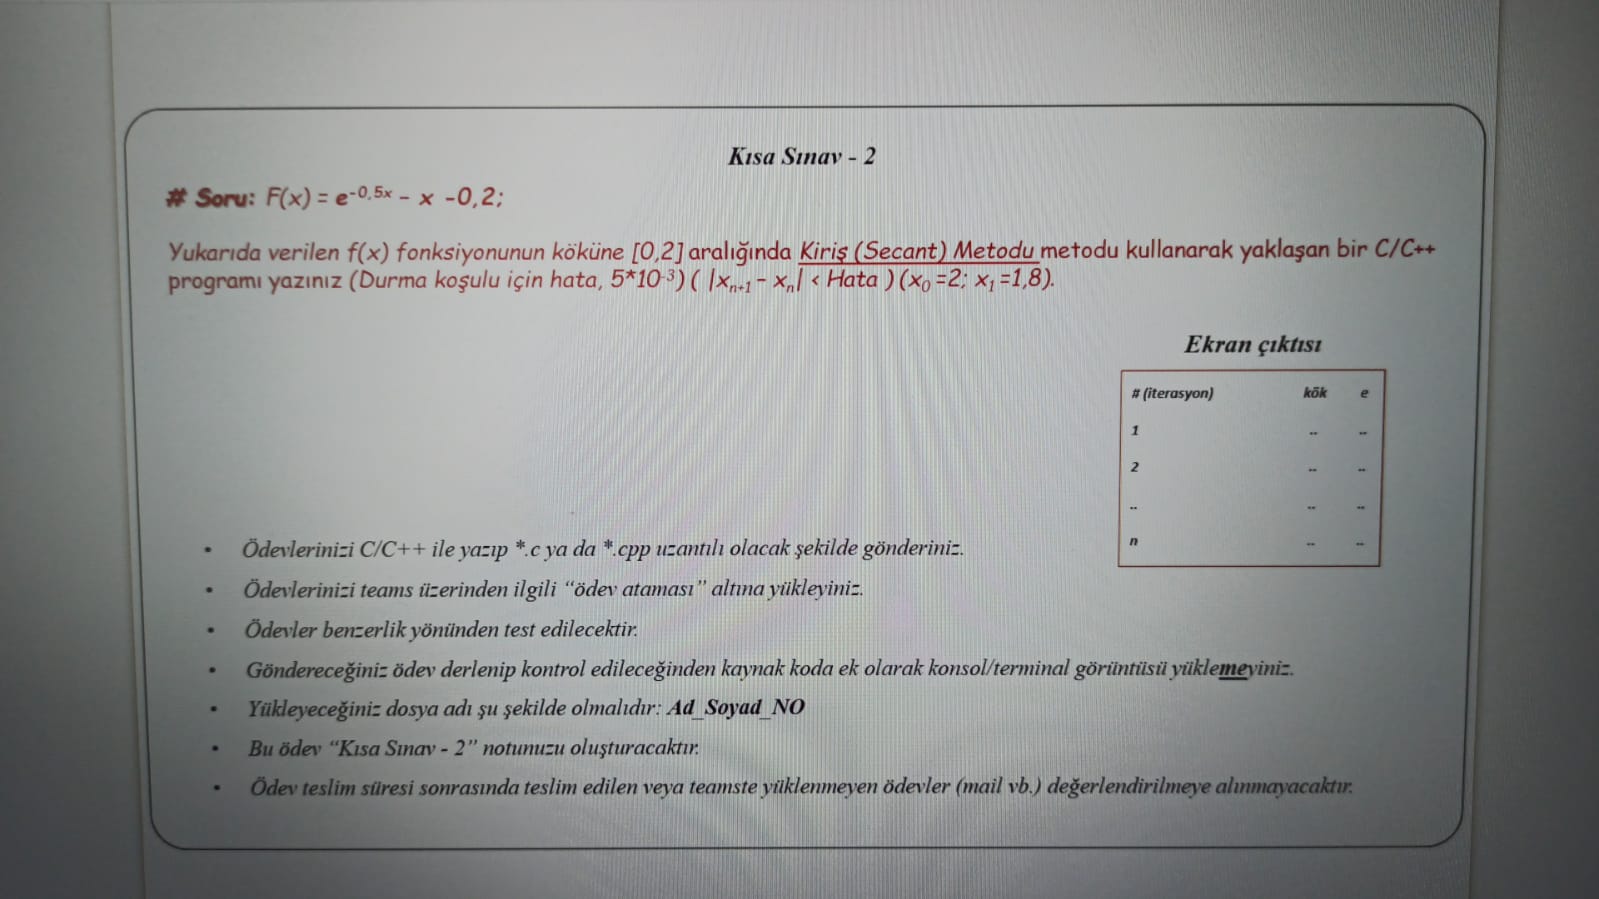 Kısa Sınav - 2
# Soru: F(x) = e-0,5x - x -0,2;
Yukarıda verilen f(x) fonksiyonunun köküne [0,2] aralığında Kiriş (Secant) Metodu metodu kullanarak yaklaşan bir C/C++
programı yazınız (Durma koşulu için hata, 5*10-3) ( |xn+1 - xn| < Hata ) (x0 =2; x1 =1,8).
Ekran çıktısı
# (iterasyon) kök e
1 .. ..
2 .. ..
.. .. ..
n .. ..
• Ödevlerinizi C/C++ ile yazıp *.c ya da *.cpp uzantılı olacak şekilde gönderiniz.
• Ödevlerinizi teams üzerinden ilgili “ödev ataması” altına yükleyiniz.
• Ödevler benzerlik yönünden test edilecektir.
• Göndereceğiniz ödev derlenip kontrol edileceğinden kaynak koda ek olarak konsol/terminal görüntüsü yüklemeyiniz.
• Yükleyeceğiniz dosya adı şu şekilde olmalıdır: Ad_Soyad_NO
• Bu ödev “Kısa Sınav - 2” notunuzu oluşturacaktır.
• Ödev teslim süresi sonrasında teslim edilen veya teamste yüklenmeyen ödevler (mail vb.) değerlendirilmeye alınmayacaktır.